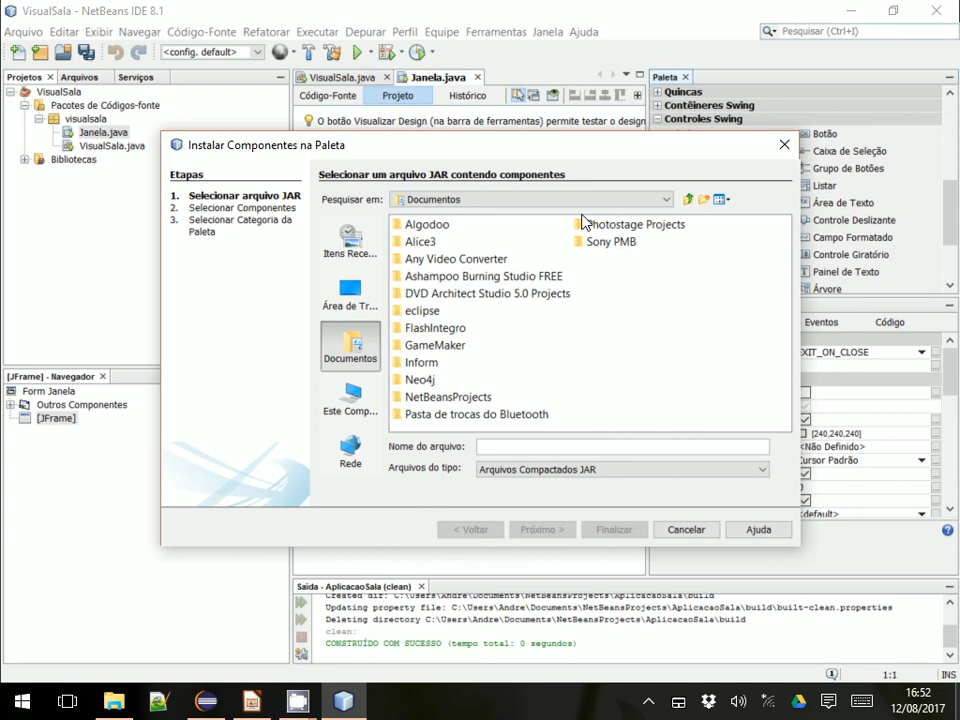 VisualSala - NetBeans IDE 8.1
Arquivo Editar Exibir Navegar Código-Fonte Refatorar Executar Depurar Perfil Equipe Ferramentas Janela Ajuda
Pesquisar (Ctrl+I)
<config. default>
Projetos Arquivos Serviços
VisualSala
Pacotes de Códigos-fonte
visualsala
Janela.java
VisualSala.java
Bibliotecas
VisualSala.java Janela.java
Código-Fonte Projeto Histórico
O botão Visualizar Design (na barra de ferramentas) permite testar o design
Paleta
Quincas
Contêineres Swing
Controles Swing
Botão
Caixa de Seleção
Grupo de Botões
Listar
Área de Texto
Controle Deslizante
Campo Formatado
Controle Giratório
Painel de Texto
Árvore
Eventos Código
EXIT_ON_CLOSE
[240,240,240]
<Não Definido>
Cursor Padrão
0
<default>
Instalar Componentes na Paleta
Etapas
1. Selecionar arquivo JAR
2. Selecionar Componentes
3. Selecionar Categoria da
Paleta
Selecionar um arquivo JAR contendo componentes
Pesquisar em: Documentos
Itens Rece...
Área de Tr...
Documentos
Este Comp...
Rede
Algodoo
Alice3
Any Video Converter
Ashampoo Burning Studio FREE
DVD Architect Studio 5.0 Projects
eclipse
FlashIntegro
GameMaker
Inform
Neo4j
NetBeansProjects
Pasta de trocas do Bluetooth
Photostage Projects
Sony PMB
Nome do arquivo:
Arquivos do tipo: Arquivos Compactados JAR
< Voltar Próximo > Finalizar Cancelar Ajuda
[JFrame] - Navegador
Form Janela
Outros Componentes
[JFrame]
Saída - AplicacaoSala (clean)
Created dir: C:\Users\Andre\Documents\NetBeansProjects\AplicacaoSala\build
Updating property file: C:\Users\Andre\Documents\NetBeansProjects\AplicacaoSala\build\built-clean.properties
Deleting directory C:\Users\Andre\Documents\NetBeansProjects\AplicacaoSala\build
clean:
CONSTRUÍDO COM SUCESSO (tempo total: 0 segundos)
1:1 INS
16:52
12/08/2017